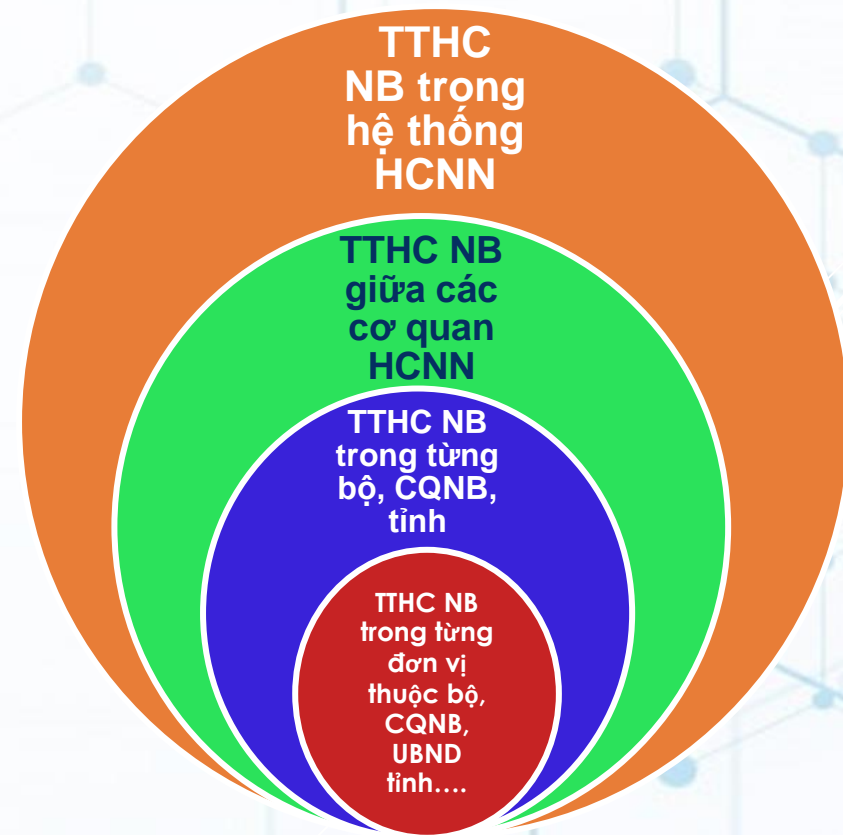 TTHC
NB trong
hệ thống
HCNN
TTHC NB
giữa các
cơ quan
HCNN
TTHC NB
trong từng
bộ, CQNB,
tỉnh
TTHC NB
trong từng
đơn vị
thuộc bộ,
CQNB,
UBND
tỉnh….